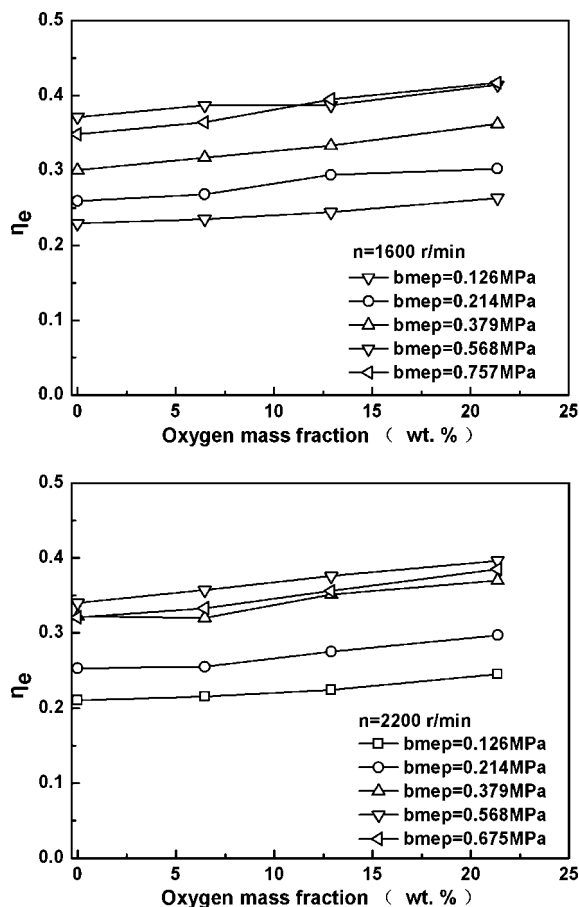 0.5
0.4
0.3
0.2
0.1
0.0
ηe
n=1600 r/min
bmep=0.126MPa
bmep=0.214MPa
bmep=0.379MPa
bmep=0.568MPa
bmep=0.757MPa
0 5 10 15 20 25
Oxygen mass fraction （ wt. %）
0.5
0.4
0.3
0.2
0.1
0.0
ηe
n=2200 r/min
bmep=0.126MPa
bmep=0.214MPa
bmep=0.379MPa
bmep=0.568MPa
bmep=0.675MPa
0 5 10 15 20 25
Oxygen mass fraction （ wt. %）